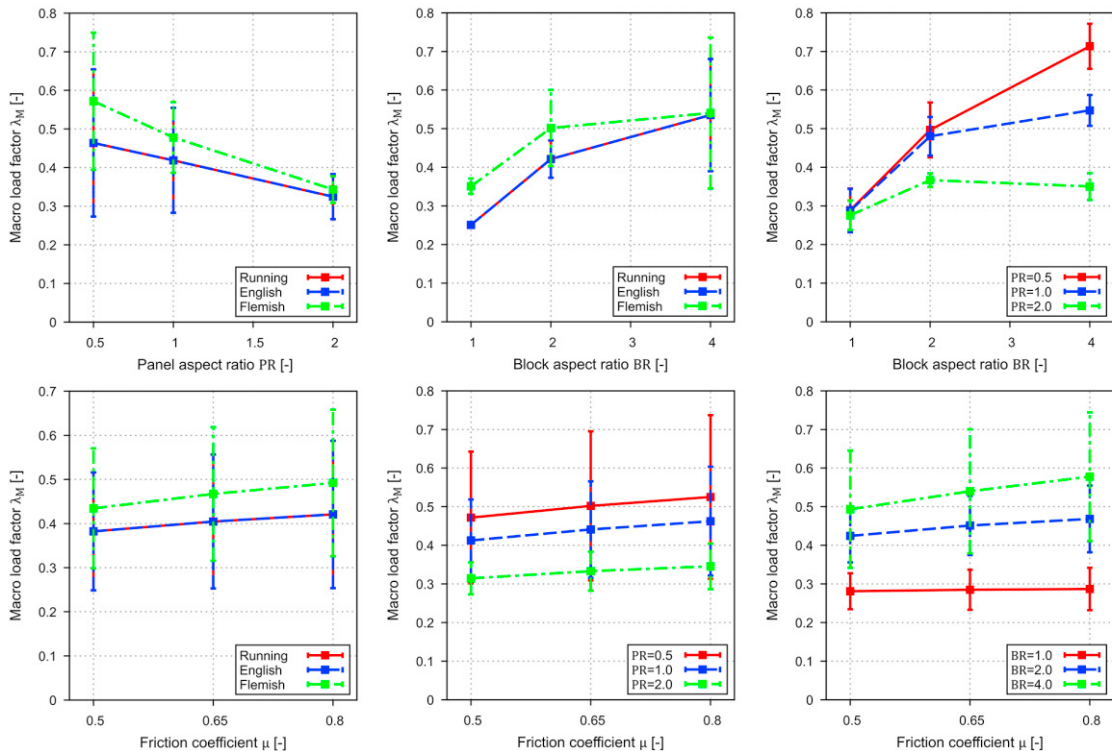 Macro load factor λM [-]
0.8
0.7
0.6
0.5
0.4
0.3
0.2
0.1
0
Running
English
Flemish
0.5 1 1.5 2
Panel aspect ratio PR [-]
Macro load factor λM [-]
0.8
0.7
0.6
0.5
0.4
0.3
0.2
0.1
0
Running
English
Flemish
1 2 3 4
Block aspect ratio BR [-]
Macro load factor λM [-]
0.8
0.7
0.6
0.5
0.4
0.3
0.2
0.1
0
PR=0.5
PR=1.0
PR=2.0
1 2 3 4
Block aspect ratio BR [-]
Macro load factor λM [-]
0.7
0.6
0.5
0.4
0.3
0.2
0.1
0
Running
English
Flemish
0.5 0.65 0.8
Friction coefficient μ [-]
Macro load factor λM [-]
0.8
0.7
0.6
0.5
0.4
0.3
0.2
0.1
0
PR=0.5
PR=1.0
PR=2.0
0.5 0.65 0.8
Friction coefficient μ [-]
Macro load factor λM [-]
0.8
0.7
0.6
0.5
0.4
0.3
0.2
0.1
0
BR=1.0
BR=2.0
BR=4.0
0.5 0.65 0.8
Friction coefficient μ [-]